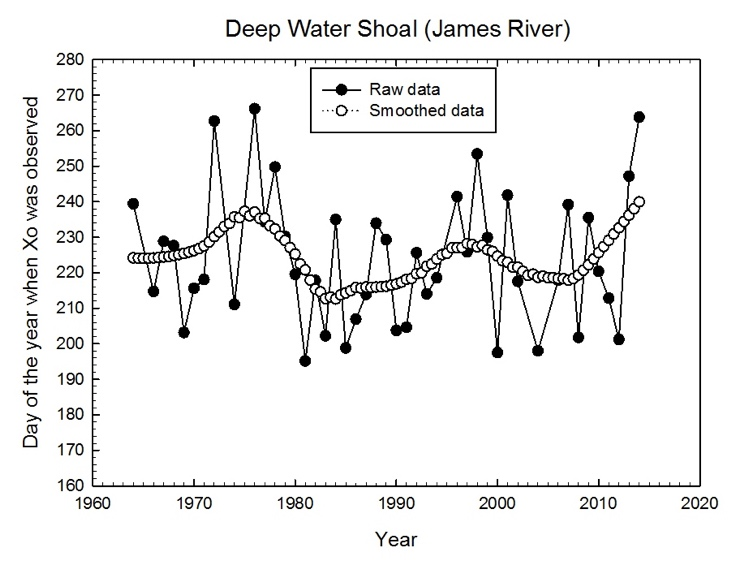 Deep Water Shoal (James River)
280
270
260
250
240
230
220
210
200
190
180
170
160
Day of the year when Xo was observed
Raw data
Smoothed data
1960 1970 1980 1990 2000 2010 2020
Year